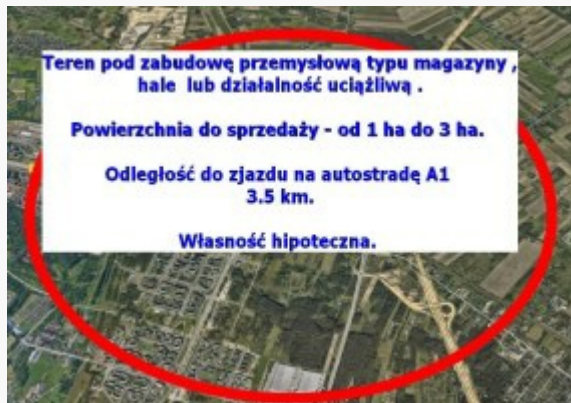 Teren pod zabudowę przemysłową typu magazyny ,
hale lub działalność uciążliwą .
Powierzchnia do sprzedaży - od 1 ha do 3 ha.
Odległość do zjazdu na autostradę A1
3.5 km.
Własność hipoteczna.